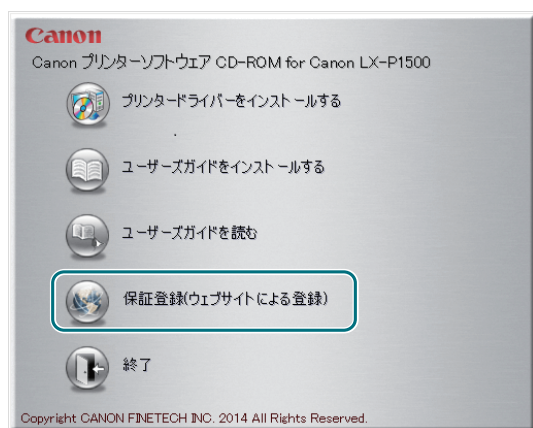 Canon
Canon プリンターソフトウェア CD-ROM for Canon LX-P1500
プリンタードライバーをインストールする
.
ユーザーズガイドをインストールする
ユーザーズガイドを読む
保証登録(ウェブサイトによる登録)
終了
Copyright CANON FINETECH INC. 2014 All Rights Reserved.